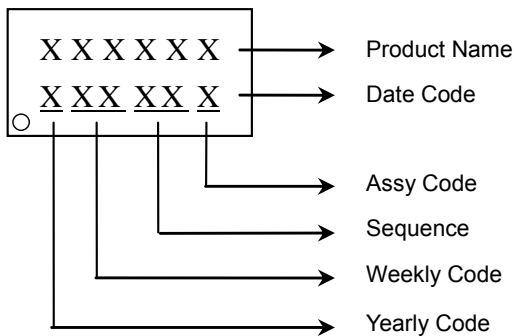 X X X X X X Product Name
X XX XX X Date Code
Assy Code
Sequence
Weekly Code
Yearly Code